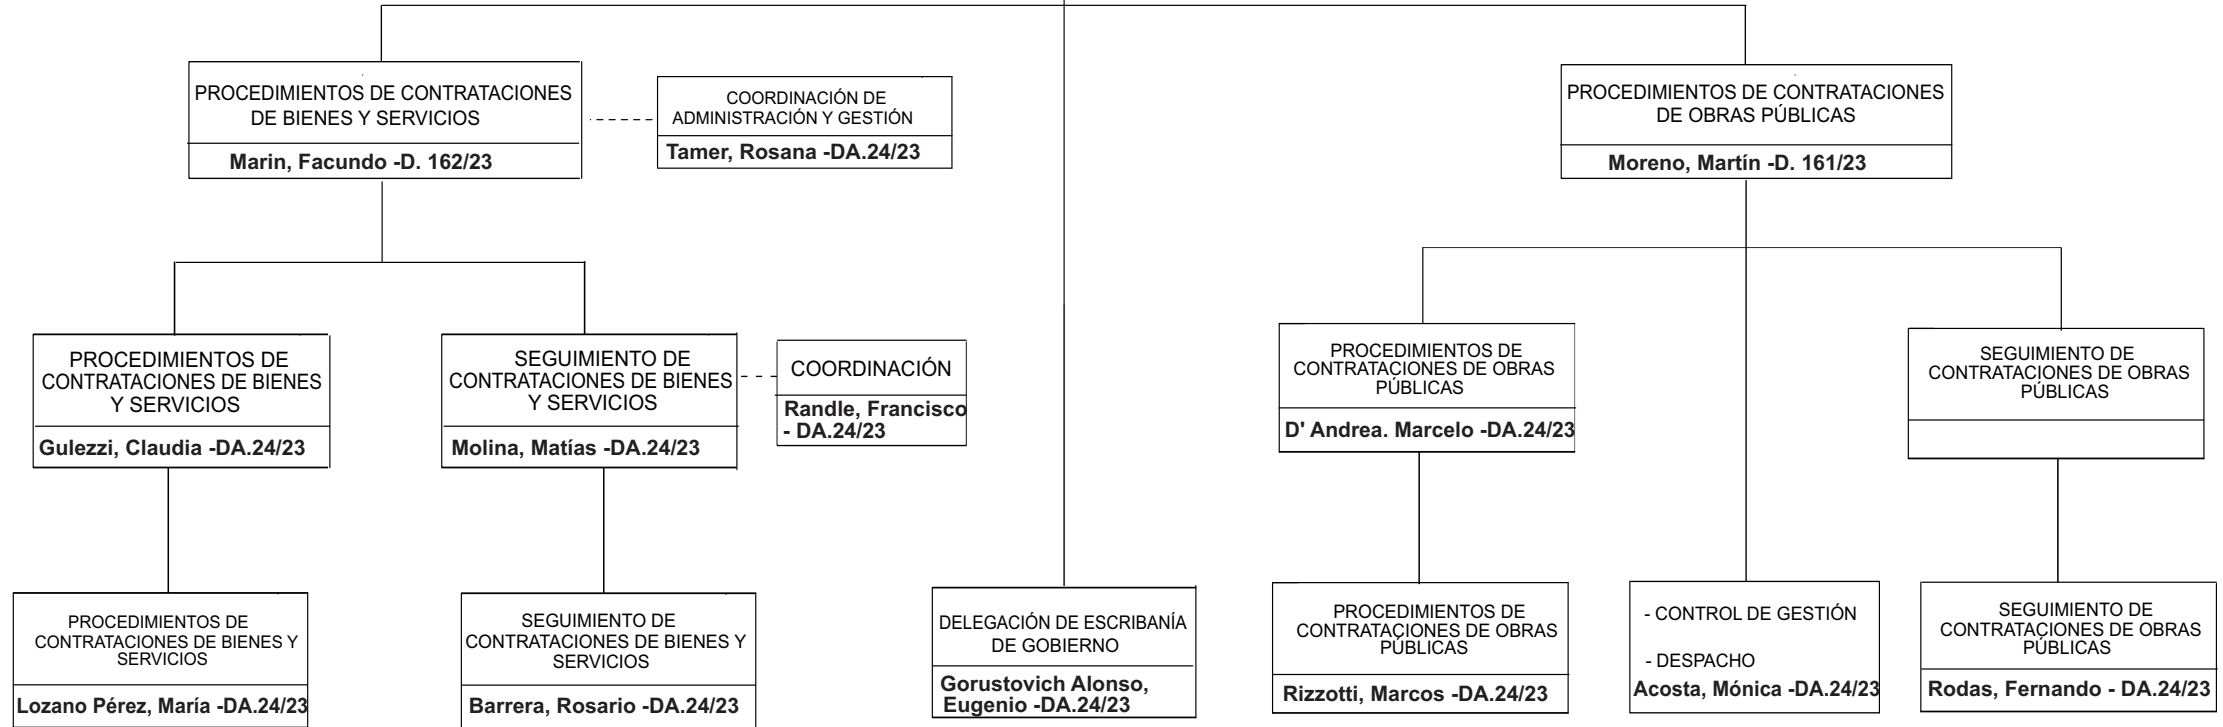 PROCEDIMIENTOS DE CONTRATACIONES
DE BIENES Y SERVICIOS
Marin, Facundo -D. 162/23
COORDINACIÓN DE
ADMINISTRACIÓN Y GESTIÓN
Tamer, Rosana -DA.24/23
PROCEDIMIENTOS DE CONTRATACIONES
DE OBRAS PÚBLICAS
Moreno, Martín -D. 161/23
PROCEDIMIENTOS DE
CONTRATACIONES DE BIENES
Y SERVICIOS
Gulezzi, Claudia -DA.24/23
SEGUIMIENTO DE
CONTRATACIONES DE BIENES
Y SERVICIOS
Molina, Matías -DA.24/23
COORDINACIÓN
Randle, Francisco
- DA.24/23
PROCEDIMIENTOS DE
CONTRATACIONES DE OBRAS
PÚBLICAS
D' Andrea. Marcelo -DA.24/23
SEGUIMIENTO DE
CONTRATACIONES DE OBRAS
PÚBLICAS
PROCEDIMIENTOS DE
CONTRATACIONES DE BIENES Y
SERVICIOS
Lozano Pérez, María -DA.24/23
SEGUIMIENTO DE
CONTRATACIONES DE BIENES Y
SERVICIOS
Barrera, Rosario -DA.24/23
DELEGACIÓN DE ESCRIBANÍA
DE GOBIERNO
Gorustovich Alonso,
Eugenio -DA.24/23
PROCEDIMIENTOS DE
CONTRATACIONES DE OBRAS
PÚBLICAS
Rizzotti, Marcos -DA.24/23
- CONTROL DE GESTIÓN
- DESPACHO
Acosta, Mónica -DA.24/23
SEGUIMIENTO DE
CONTRATACIONES DE OBRAS
PÚBLICAS
Rodas, Fernando - DA.24/23